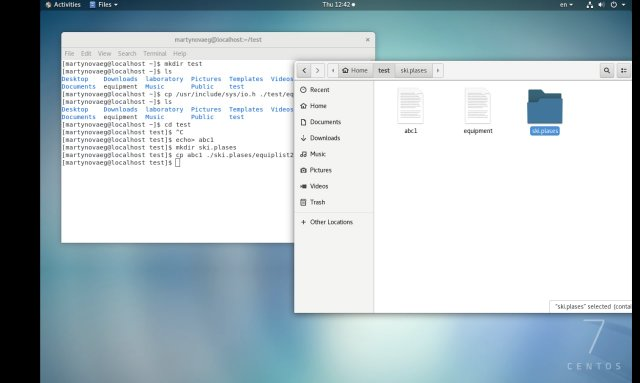 Activities Files Thu 12:42 en
martynovaeg@localhost:~/test
File Edit View Search Terminal Help
[martynovaeg@localhost ~]$ mkdir test
[martynovaeg@localhost ~]$ ls
Desktop Downloads laboratory Pictures Templates Videos
Documents equipment Music Public test
[martynovaeg@localhost ~]$ cp /usr/include/sys/io.h ./test/eq
[martynovaeg@localhost ~]$ ls
Desktop Downloads laboratory Pictures Templates Videos
Documents equipment Music Public test
[martynovaeg@localhost ~]$ cd test
[martynovaeg@localhost test]$ ^C
[martynovaeg@localhost test]$ echo> abc1
[martynovaeg@localhost test]$ mkdir ski.plases
[martynovaeg@localhost test]$ cp abc1 ./ski.plases/equiplist2
[martynovaeg@localhost test]$
Home test ski.plases
Recent
Home
Documents
Downloads
Music
Pictures
Videos
Trash
+ Other Locations
abc1 equipment ski.plases
"ski.plases" selected (contai
7
CENTOS